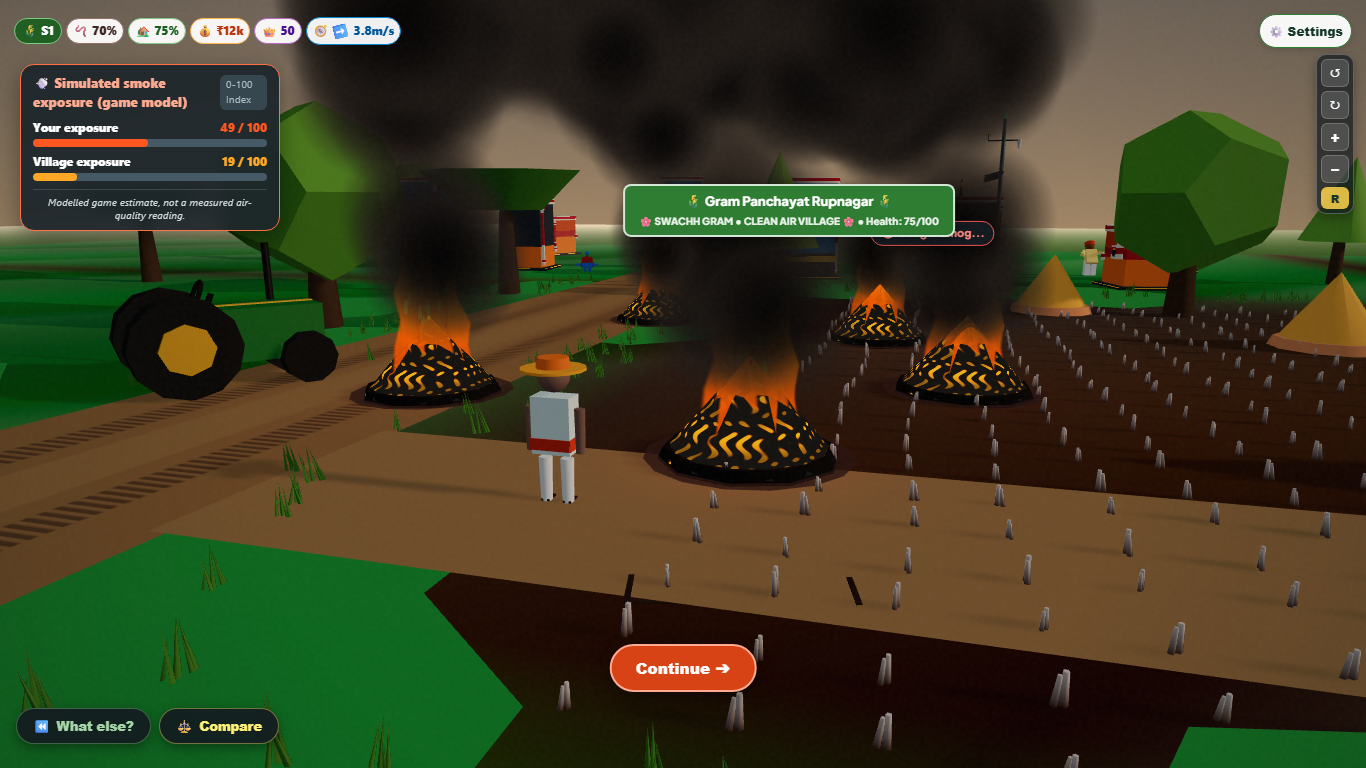 S1
70%
75%
₹12k
50
3.8m/s
Settings
Simulated smoke
exposure (game model)
0-100
Index
Your exposure
49 / 100
Village exposure
19 / 100
Modelled game estimate, not a measured air-
quality reading.
Gram Panchayat Rupnagar
SWACHH GRAM ● CLEAN AIR VILLAGE ● Health: 75/100
R
Continue ➔
What else?
Compare